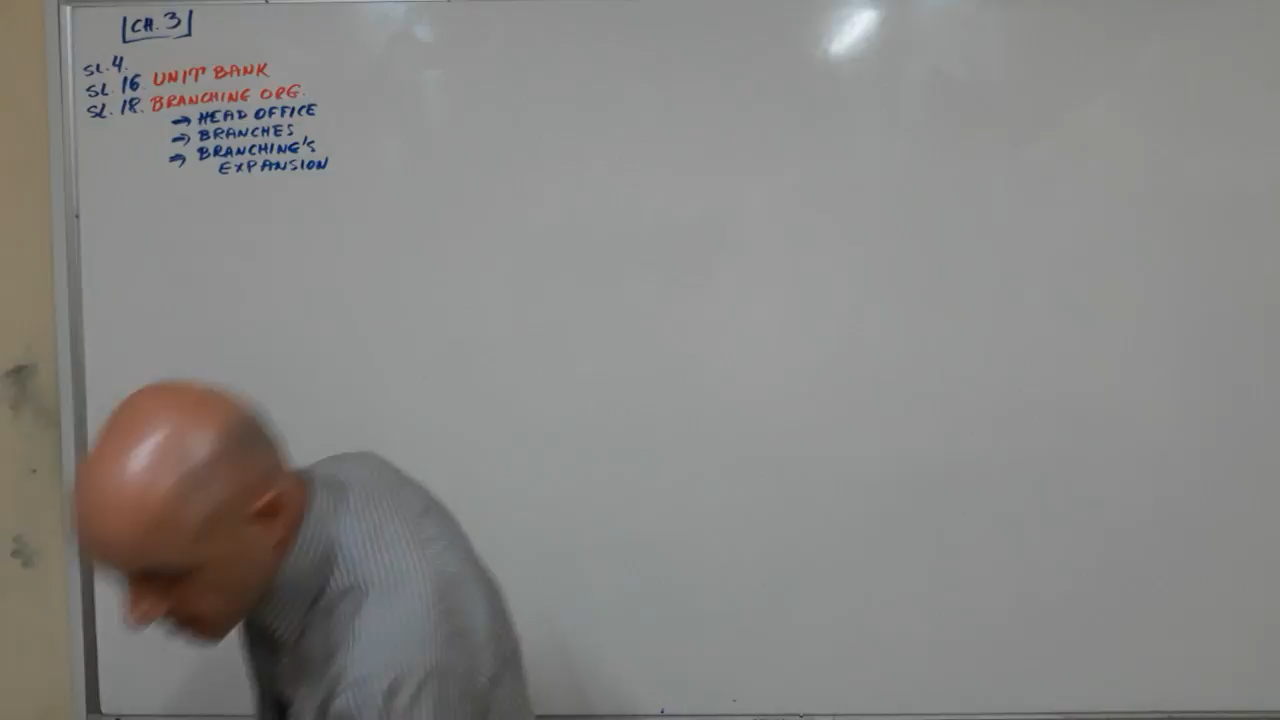 CH. 3
SL. 4.
SL. 16. UNIT BANK
SL. 18. BRANCHING ORG.
⇒ HEAD OFFICE
⇒ BRANCHES
⇒ BRANCHING'S
EXPANSION